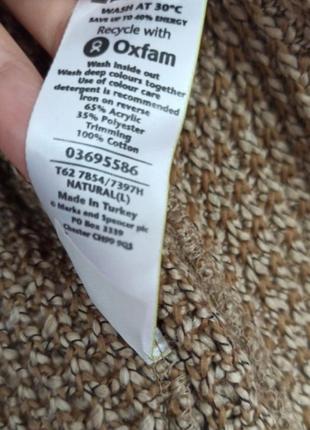 WASH AT 30°C
SAVE UP TO 40% ENERGY
Recycle with
Oxfam
Wash inside out
Wash deep colours together
Use of colour care
detergent is recommended
Iron on reverse
65% Acrylic
35% Polyester
Trimming
100% Cotton
03695586
T62 7854/7397H
NATURAL(L)
Made in Turkey
© Marks and Spencer plc
PO Box 3339
Chester CH99 9QS